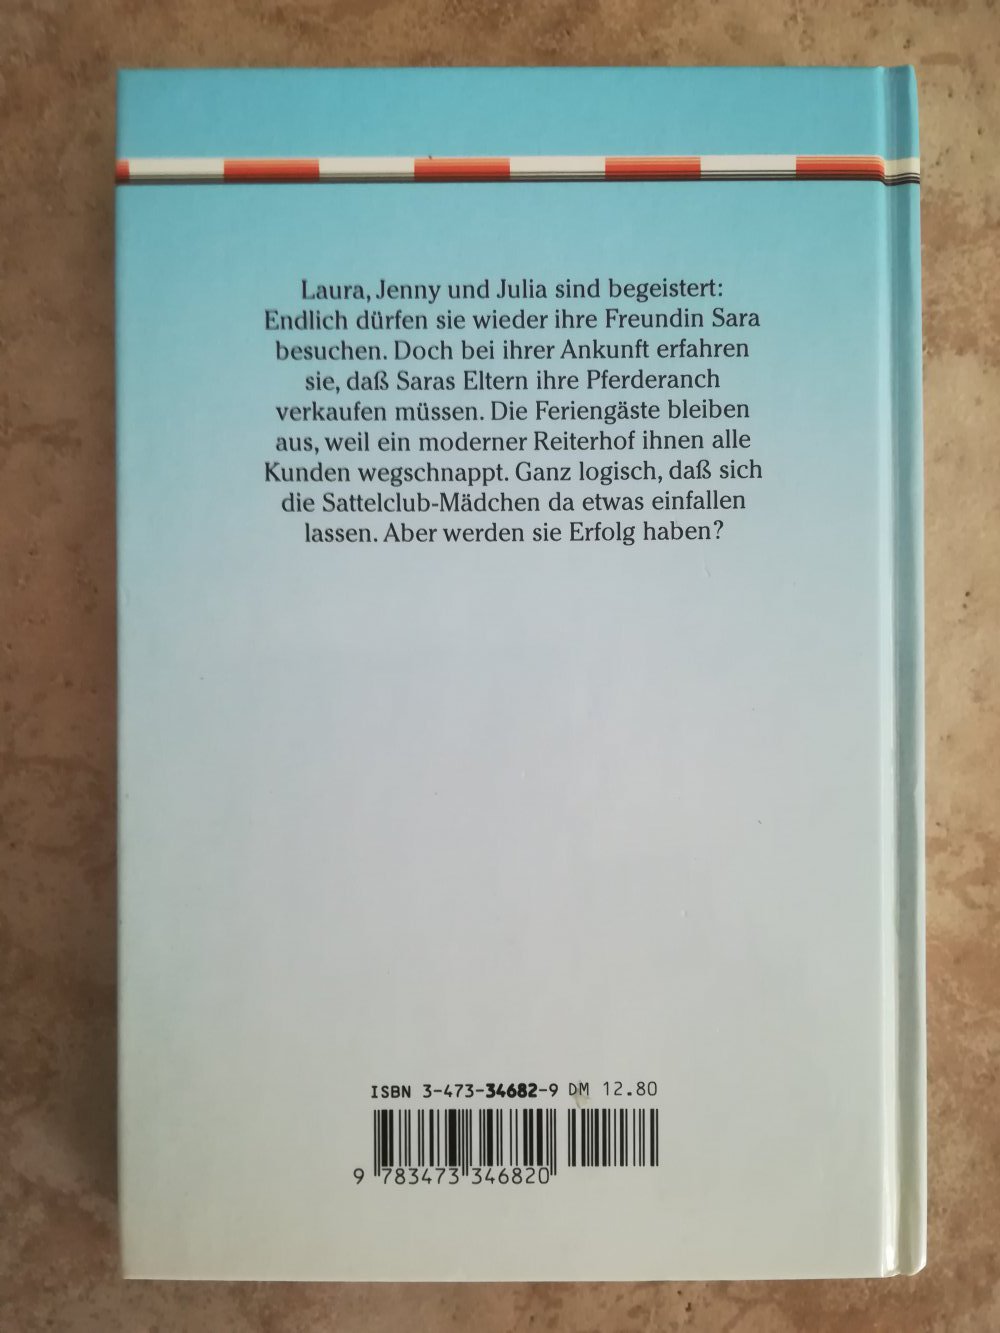 Laura, Jenny und Julia sind begeistert:
Endlich dürfen sie wieder ihre Freundin Sara
besuchen. Doch bei ihrer Ankunft erfahren
sie, daß Saras Eltern ihre Pferderanch
verkaufen müssen. Die Feriengäste bleiben
aus, weil ein moderner Reiterhof ihnen alle
Kunden wegschnappt. Ganz logisch, daß sich
die Sattelclub-Mädchen da etwas einfallen
lassen. Aber werden sie Erfolg haben?
ISBN 3-473-34682-9 DM 12.80
9 783473 346820